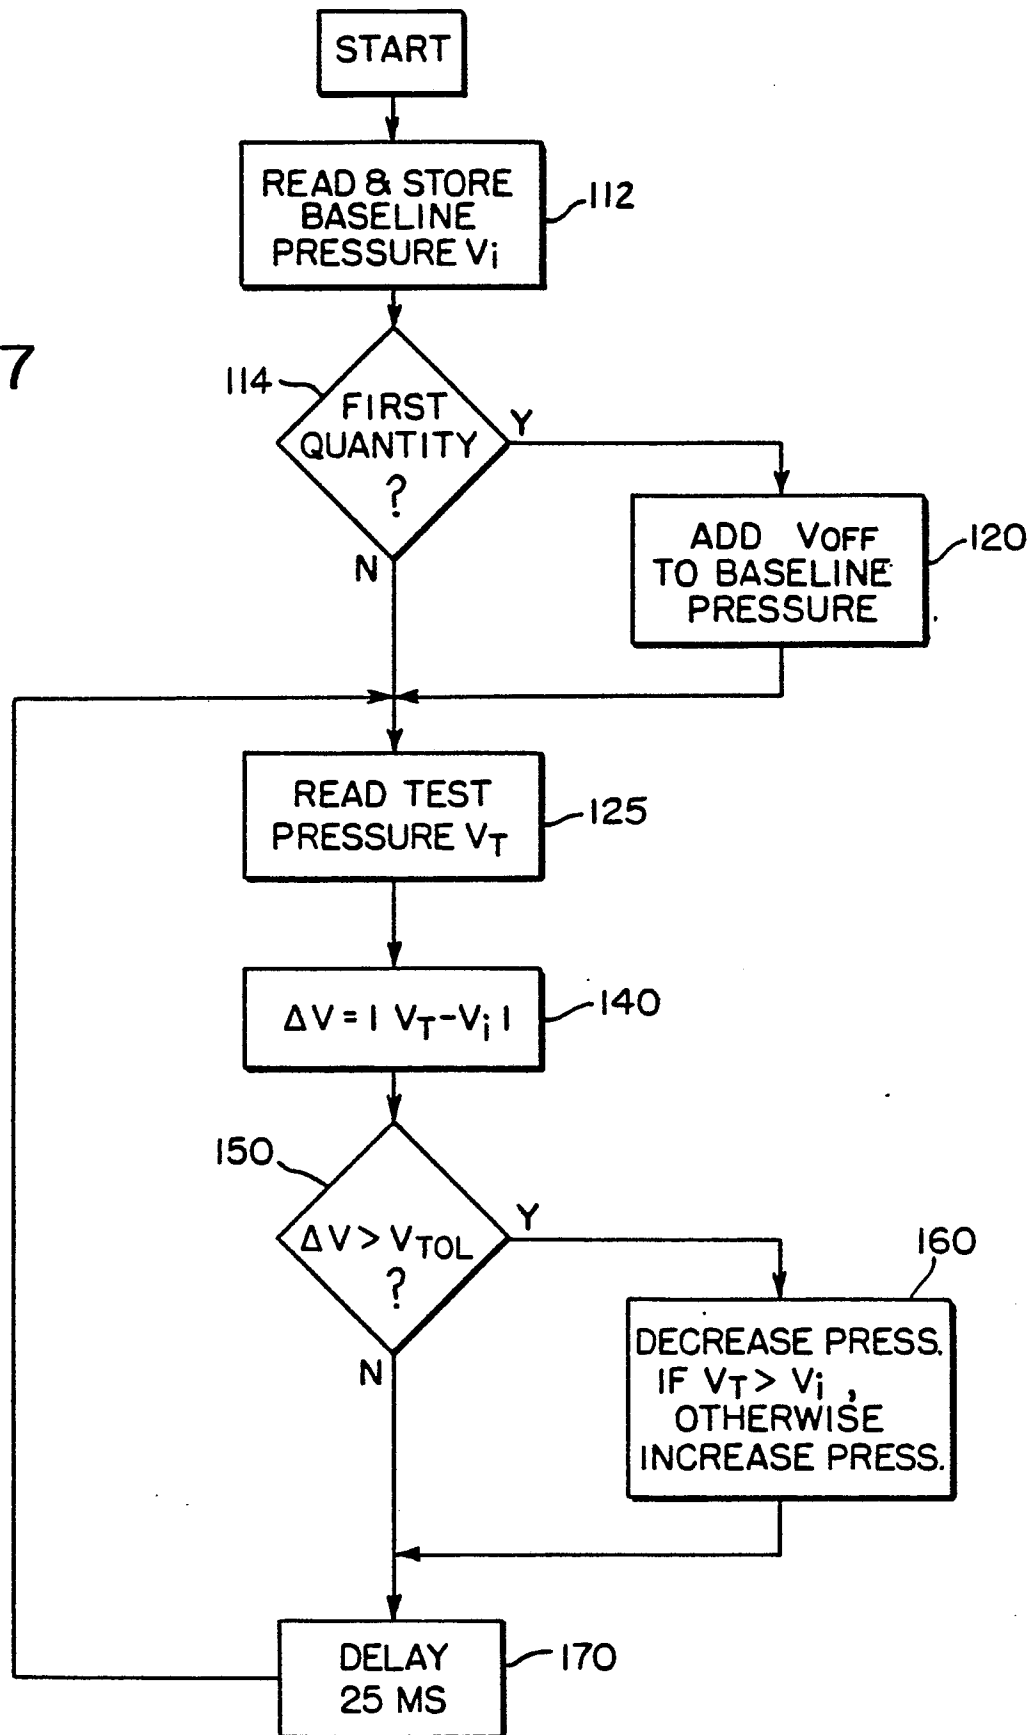 START
READ & STORE
BASELINE
PRESSURE Vi
112
7
114
FIRST
QUANTITY
?
Y
N
ADD VOFF
TO BASELINE
PRESSURE
120
READ TEST
PRESSURE VT
125
ΔV = | VT - Vi |
140
150
ΔV > VTOL
?
Y
N
160
DECREASE PRESS.
IF VT > Vi ,
OTHERWISE
INCREASE PRESS.
DELAY
25 MS
170